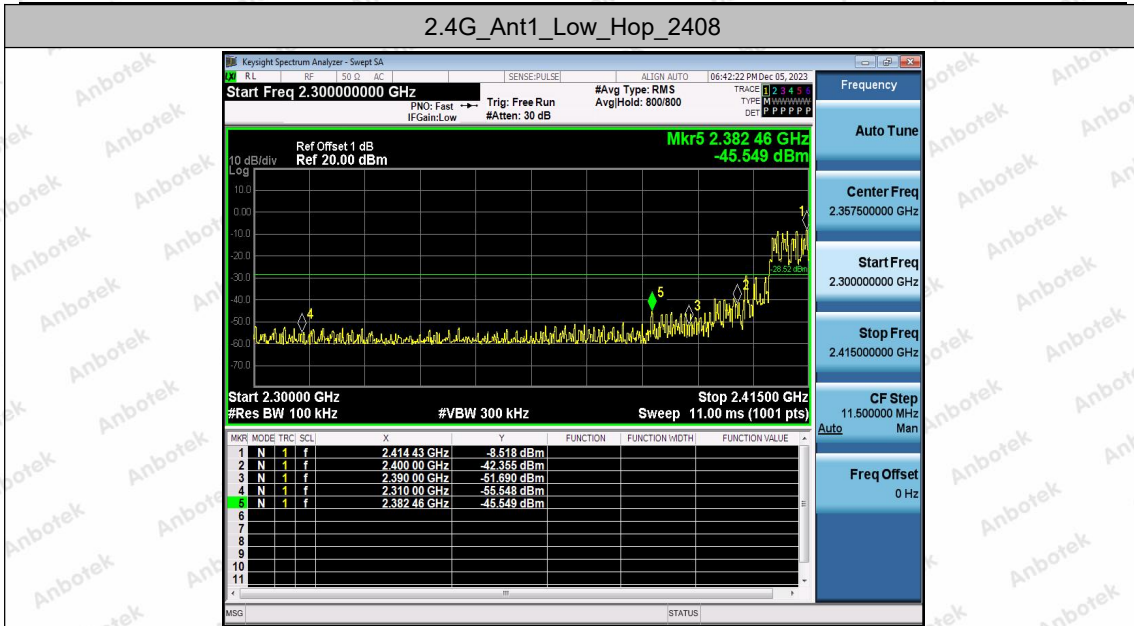 2.4G_Ant1_Low_Hop_2408
Keysight Spectrum Analyzer - Swept SA
LXI RL RF 50 Ω AC SENSE:PULSE ALIGN AUTO 06:42:22 PM Dec 05, 2023
Start Freq 2.300000000 GHz
PNO: Fast
IFGain:Low
Trig: Free Run
#Atten: 30 dB
#Avg Type: RMS
Avg|Hold: 800/800
TRACE 1 2 3 4 5 6
TYPE M WWWWW
DET P P P P P P
Frequency
Auto Tune
Center Freq
2.357500000 GHz
Start Freq
2.300000000 GHz
Stop Freq
2.415000000 GHz
CF Step
11.500000 MHz
Auto Man
Freq Offset
0 Hz
Ref Offset 1 dB
10 dB/div Ref 20.00 dBm
Log
Mkr5 2.382 46 GHz
-45.549 dBm
10.0
0.00
-10.0
-20.0
-30.0
-40.0
-50.0
-60.0
-70.0
1
-28.52 dBm
2
5
3
4
Start 2.30000 GHz Stop 2.41500 GHz
#Res BW 100 kHz #VBW 300 kHz Sweep 11.00 ms (1001 pts)
MKR MODE TRC SCL X Y FUNCTION FUNCTION WIDTH FUNCTION VALUE
1 N 1 f 2.414 43 GHz -8.518 dBm
2 N 1 f 2.400 00 GHz -42.355 dBm
3 N 1 f 2.390 00 GHz -51.690 dBm
4 N 1 f 2.310 00 GHz -55.548 dBm
5 N 1 f 2.382 46 GHz -45.549 dBm
6
7
8
9
10
11
MSG STATUS
Anbotek